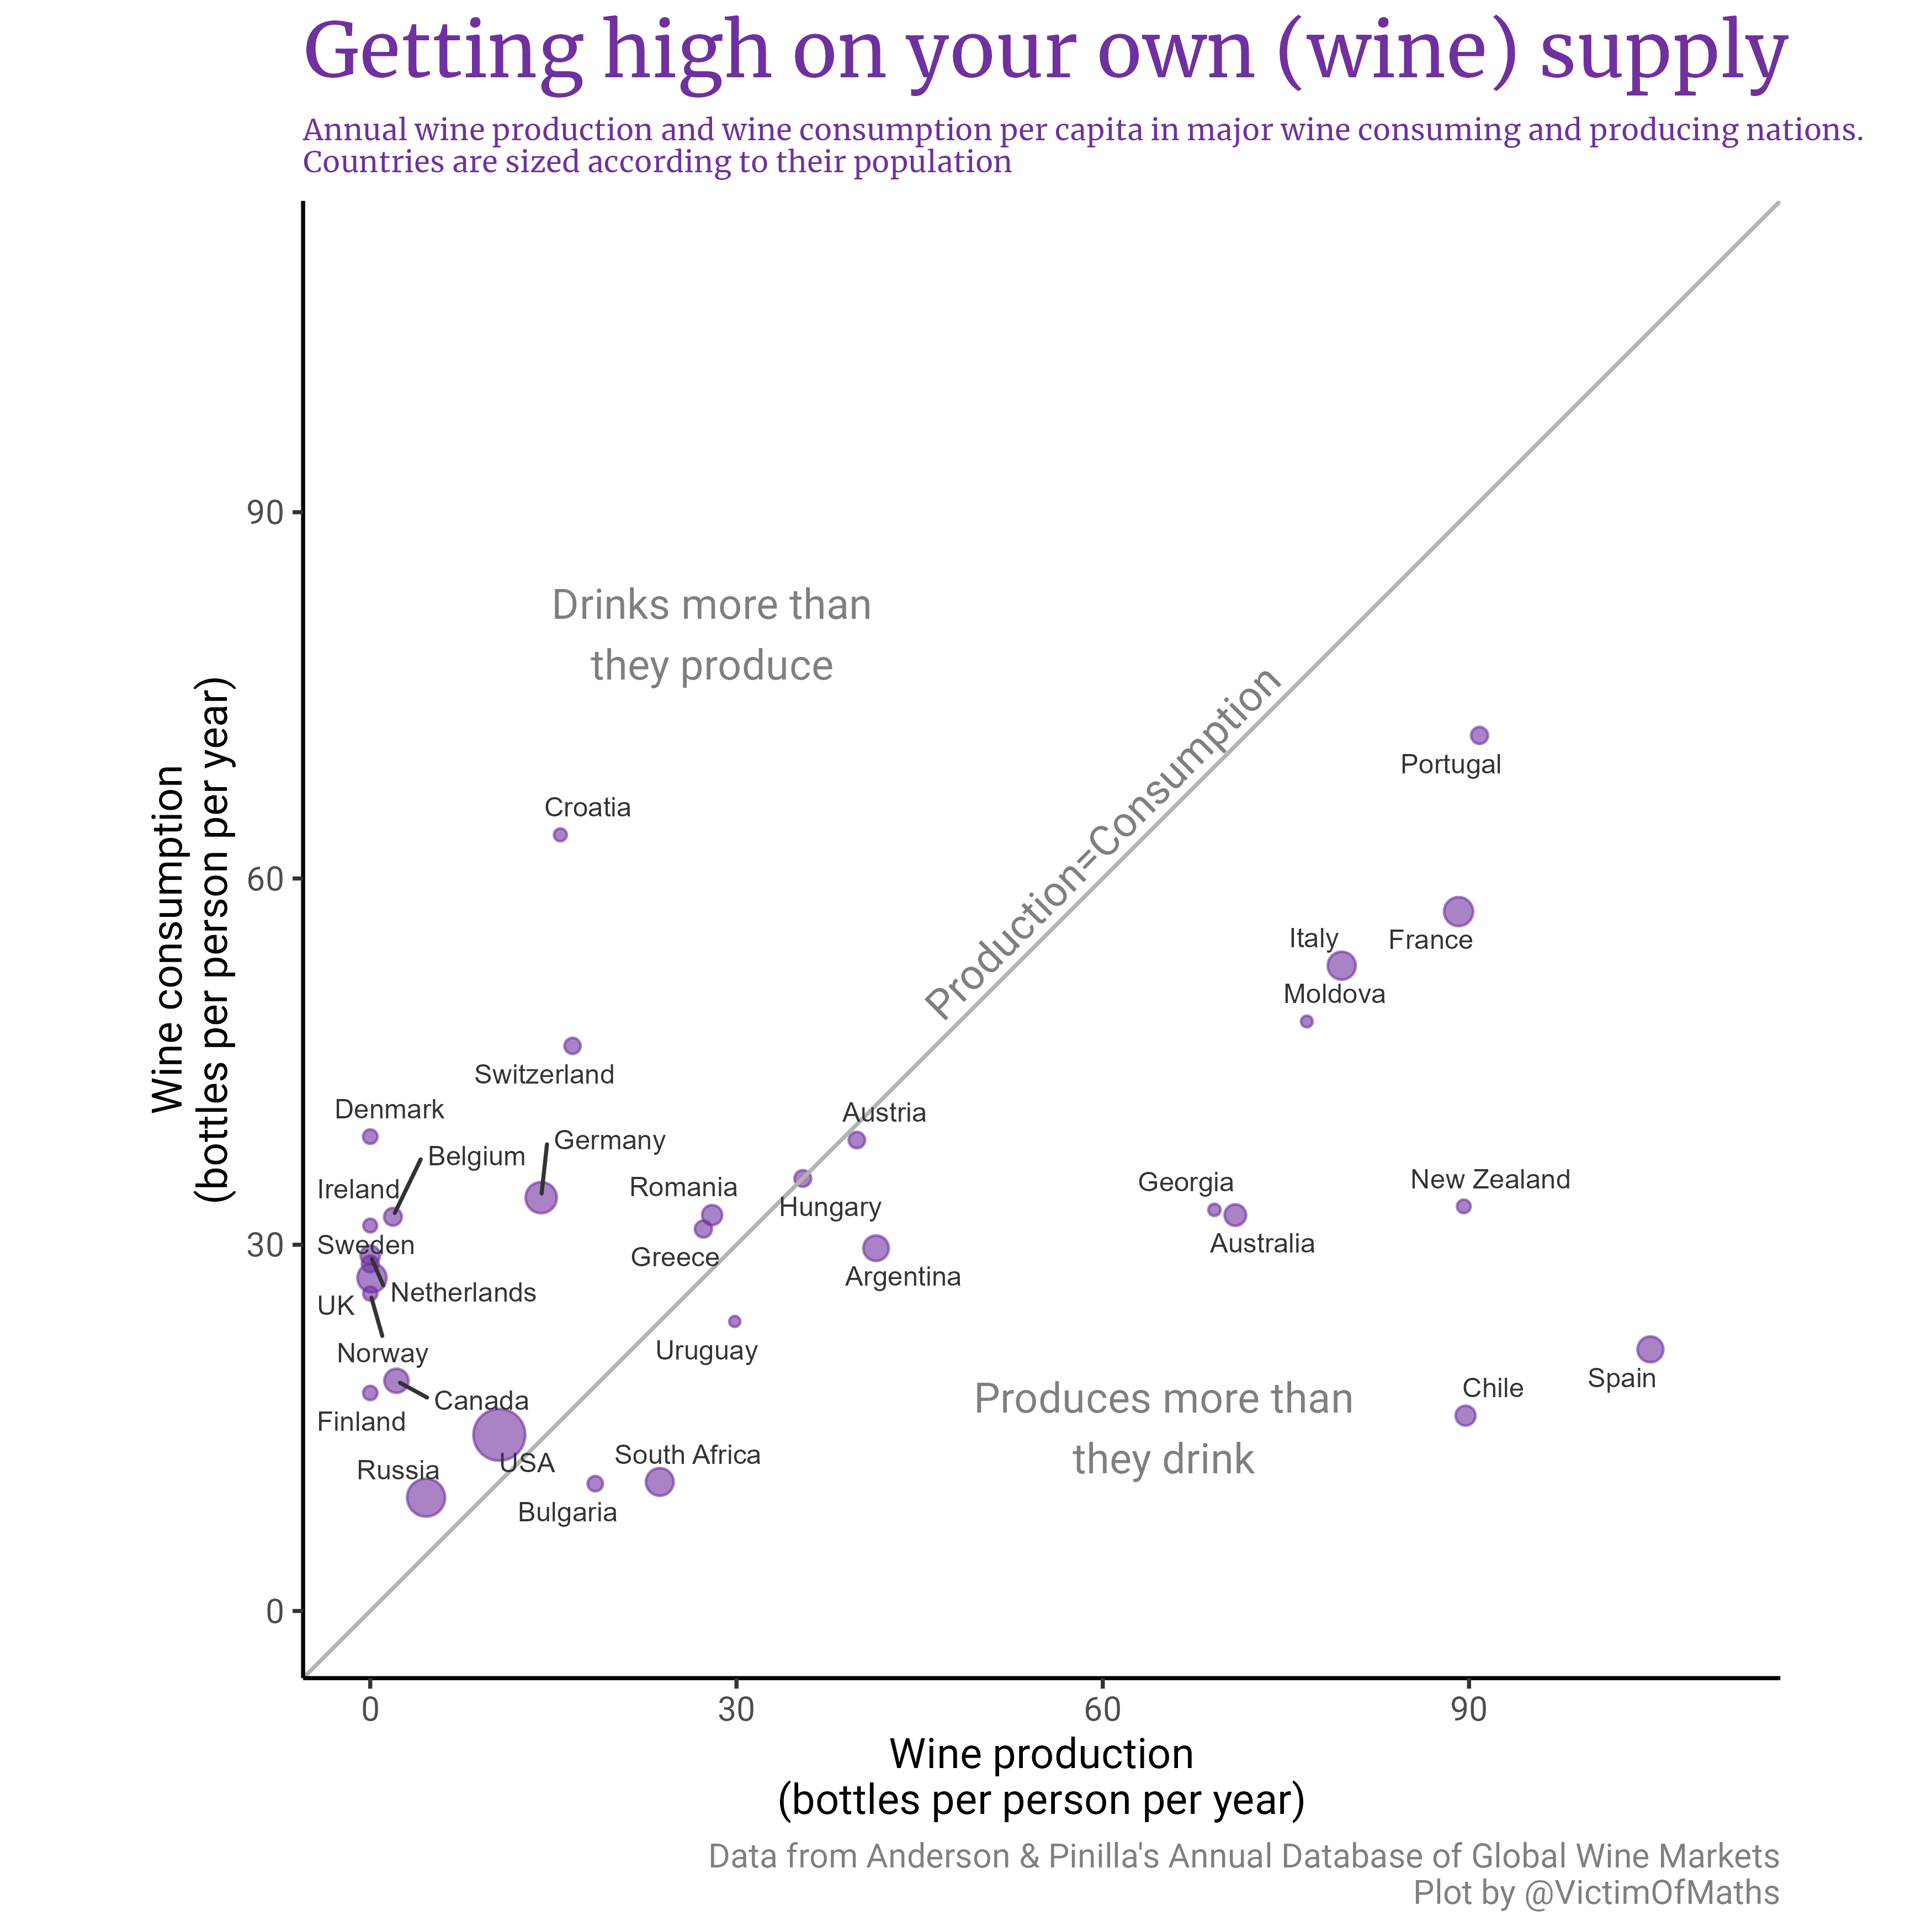 Getting high on your own (wine) supply
Annual wine production and wine consumption per capita in major wine consuming and producing nations.
Countries are sized according to their population
Wine consumption
(bottles per person per year)
90
60
30
0
Drinks more than
they produce
Production=Consumption
Portugal
Croatia
Italy
France
Moldova
Switzerland
Denmark
Austria
Germany
Belgium
Ireland
Romania
Georgia
New Zealand
Hungary
Sweden
Greece
Australia
Argentina
Netherlands
UK
Norway
Uruguay
Spain
Produces more than
they drink
Chile
Canada
Finland
South Africa
USA
Russia
Bulgaria
0
30
60
90
Wine production
(bottles per person per year)
Data from Anderson & Pinilla's Annual Database of Global Wine Markets
Plot by @VictimOfMaths